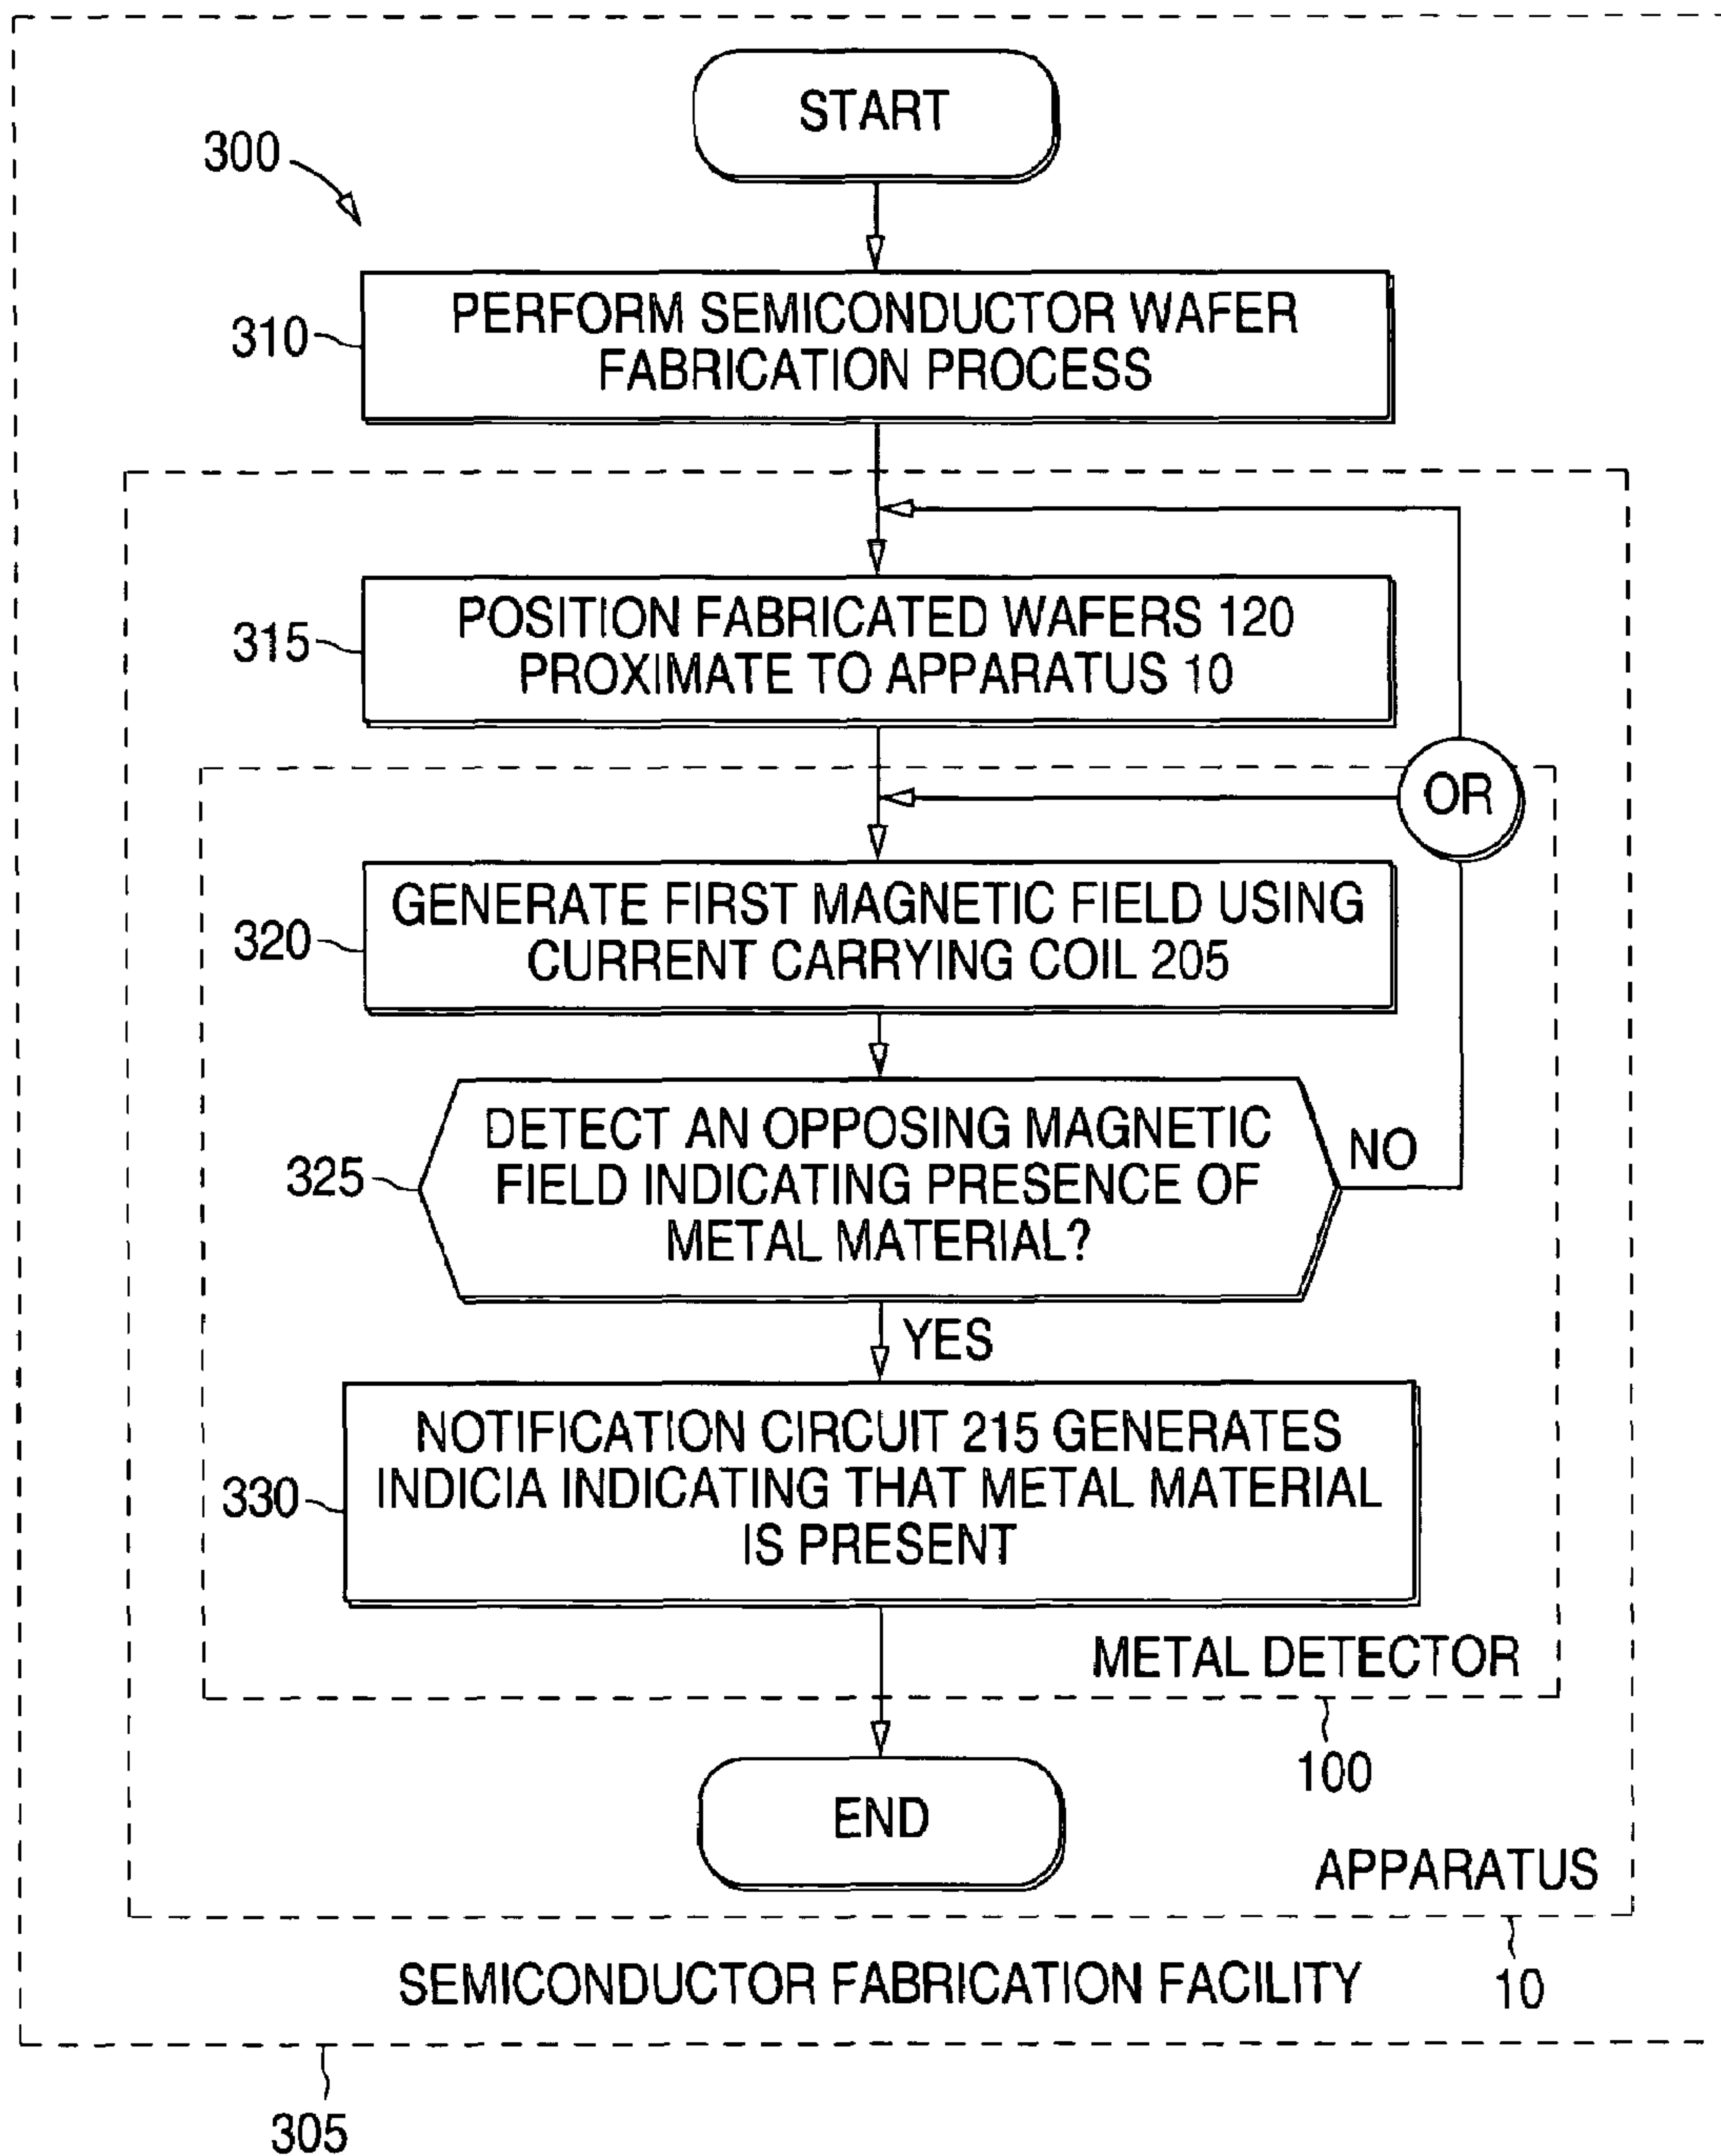 START
300
310
PERFORM SEMICONDUCTOR WAFER
FABRICATION PROCESS
315
POSITION FABRICATED WAFERS 120
PROXIMATE TO APPARATUS 10
OR
320
GENERATE FIRST MAGNETIC FIELD USING
CURRENT CARRYING COIL 205
325
DETECT AN OPPOSING MAGNETIC
FIELD INDICATING PRESENCE OF
METAL MATERIAL?
NO
YES
330
NOTIFICATION CIRCUIT 215 GENERATES
INDICIA INDICATING THAT METAL MATERIAL
IS PRESENT
METAL DETECTOR
100
END
APPARATUS
10
SEMICONDUCTOR FABRICATION FACILITY
305